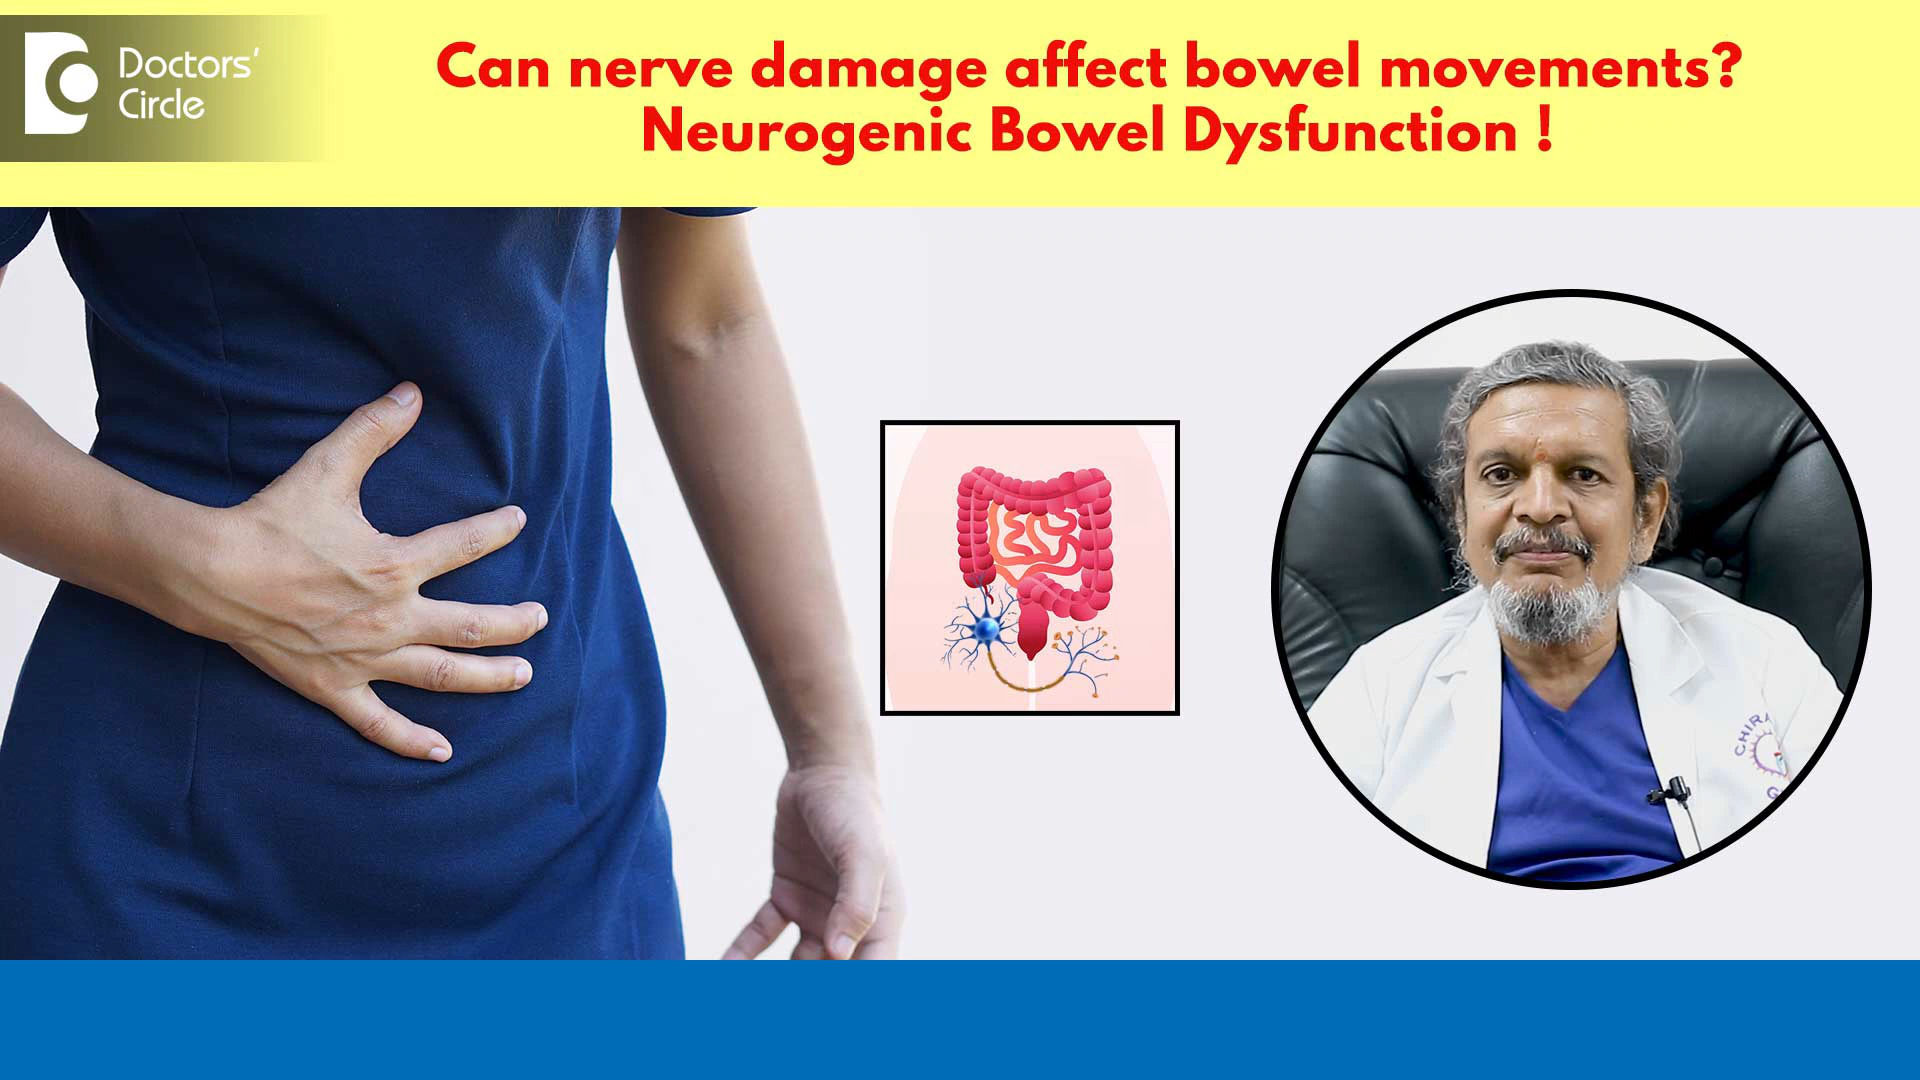 Doctors'
Circle
Can nerve damage affect bowel movements?
Neurogenic Bowel Dysfunction !